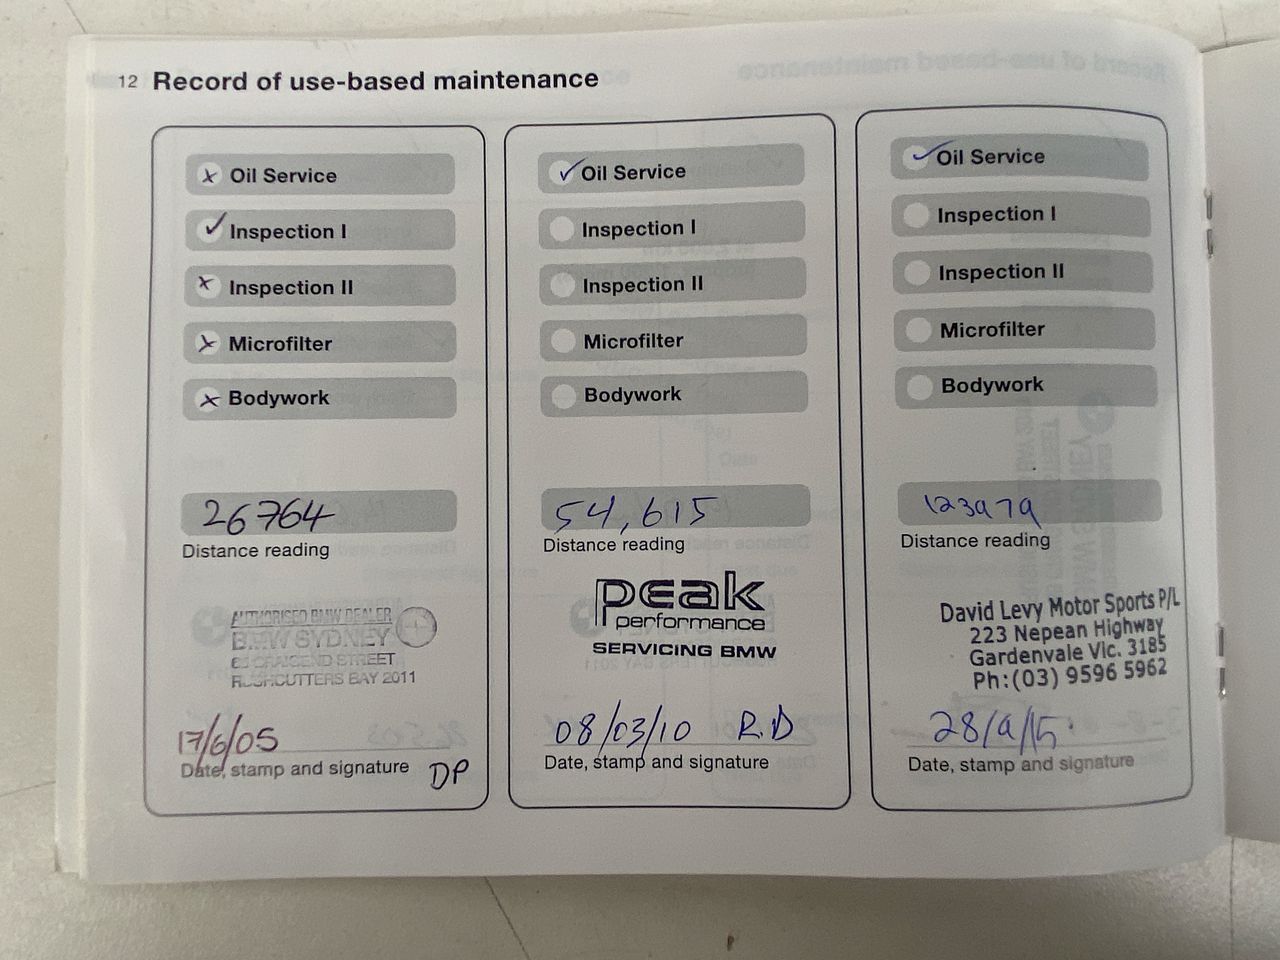 12 Record of use-based maintenance
Oil Service
Inspection I
Inspection II
Microfilter
Bodywork
26764
Distance reading
AUTHORISED BMW DEALER
BMW SYDNEY
65 CRAIGEND STREET
RUSHCUTTERS BAY 2011
17/6/05
Date, stamp and signature DP
Oil Service
Inspection I
Inspection II
Microfilter
Bodywork
54,615
Distance reading
peak
performance
SERVICING BMW
08/03/10 R.D
Date, stamp and signature
Oil Service
Inspection I
Inspection II
Microfilter
Bodywork
123979
Distance reading
David Levy Motor Sports P/L
223 Nepean Highway
Gardenvale Vic. 3185
Ph:(03) 9596 5962
28/9/15
Date, stamp and signature